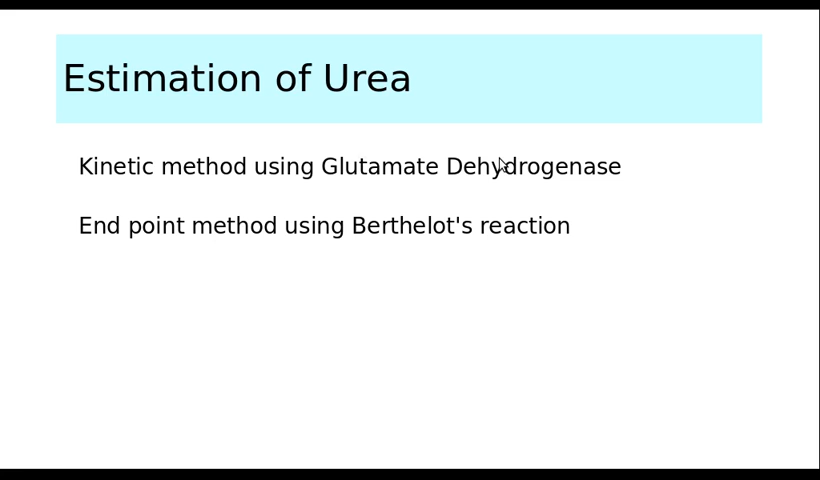 Estimation of Urea
Kinetic method using Glutamate Dehydrogenase
End point method using Berthelot's reaction